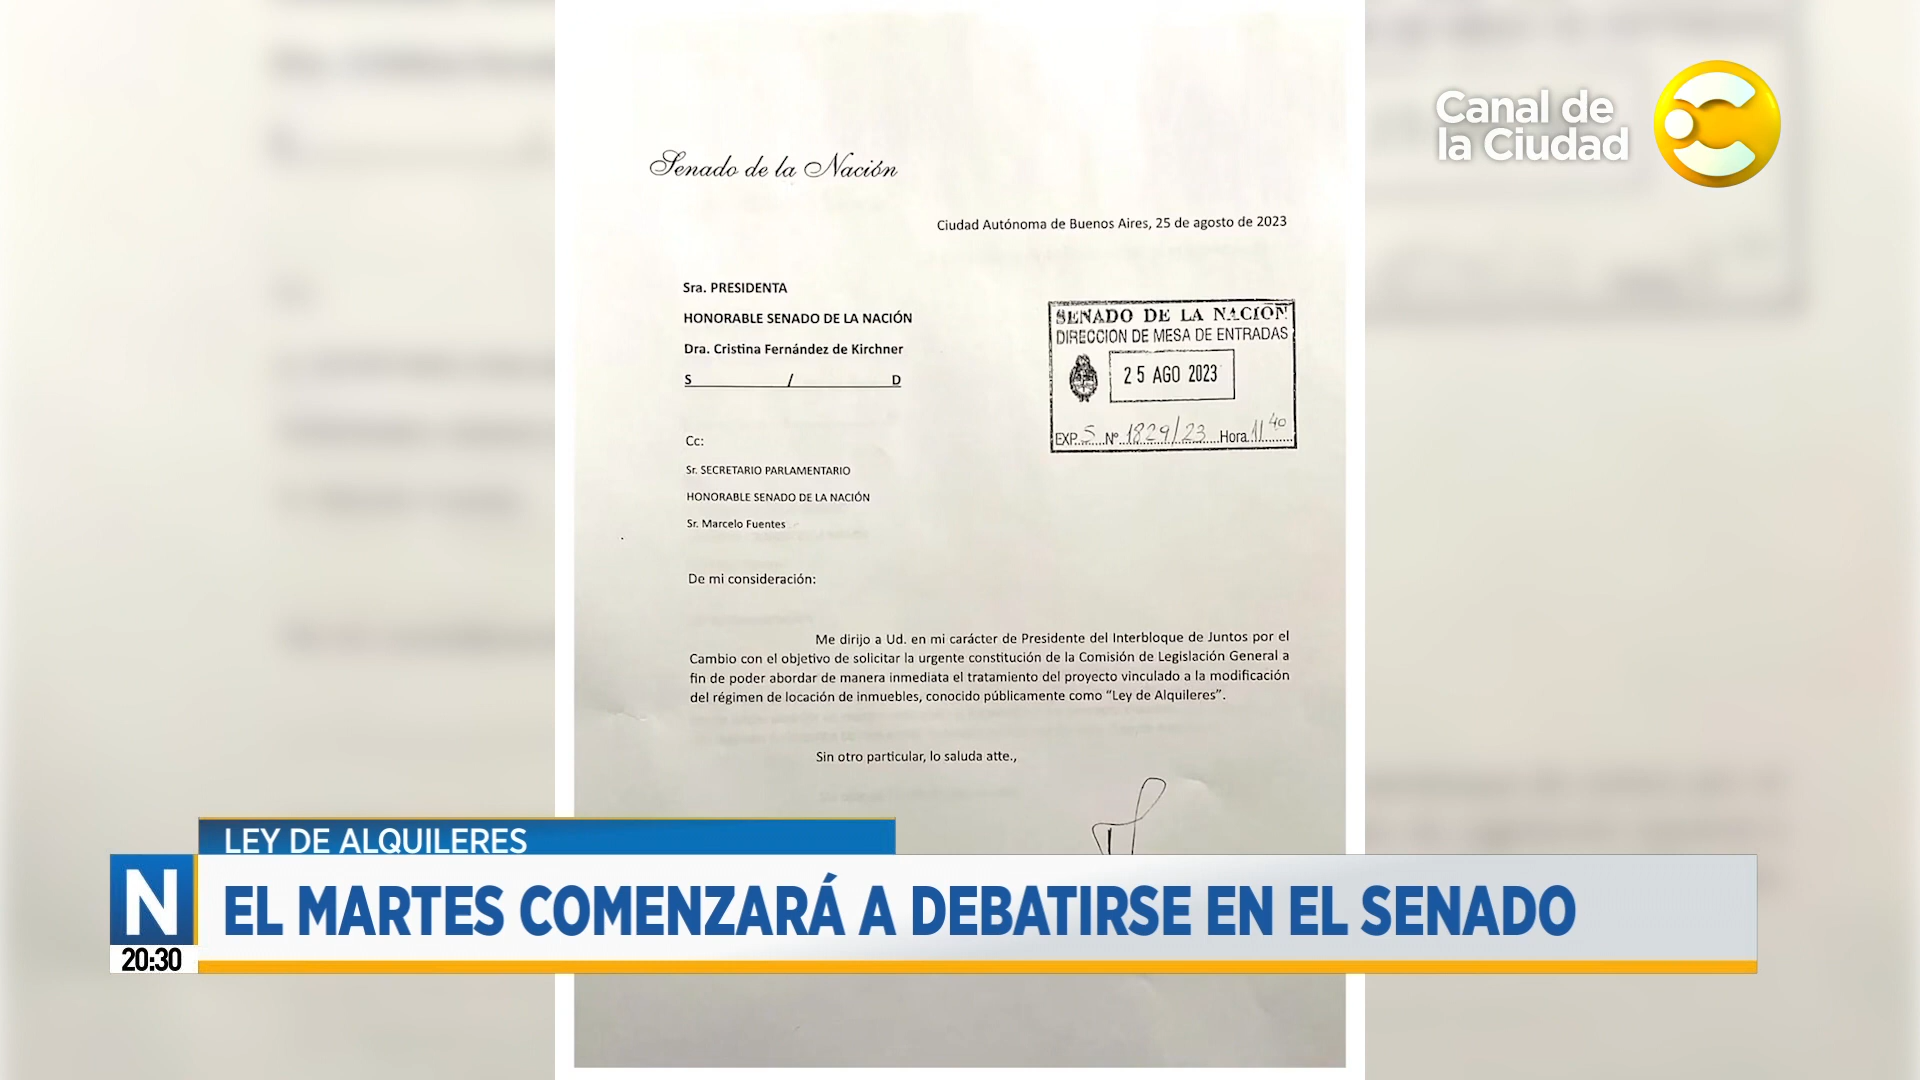 Canal de
la Ciudad
Senado de la Nación
Ciudad Autónoma de Buenos Aires, 25 de agosto de 2023
Sra. PRESIDENTA
HONORABLE SENADO DE LA NACIÓN
Dra. Cristina Fernández de Kirchner
S / D
SENADO DE LA NACIÓN
DIRECCION DE MESA DE ENTRADAS
25 AGO 2023
EXP. S Nº 1829/23 Hora 11 40
Cc:
Sr. SECRETARIO PARLAMENTARIO
HONORABLE SENADO DE LA NACIÓN
Sr. Marcelo Fuentes
De mi consideración:
Me dirijo a Ud. en mi carácter de Presidente del Interbloque de Juntos por el
Cambio con el objetivo de solicitar la urgente constitución de la Comisión de Legislación General a
fin de poder abordar de manera inmediata el tratamiento del proyecto vinculado a la modificación
del régimen de locación de inmuebles, conocido públicamente como “Ley de Alquileres”.
Sin otro particular, lo saluda atte.,
LEY DE ALQUILERES
N
EL MARTES COMENZARÁ A DEBATIRSE EN EL SENADO
20:30